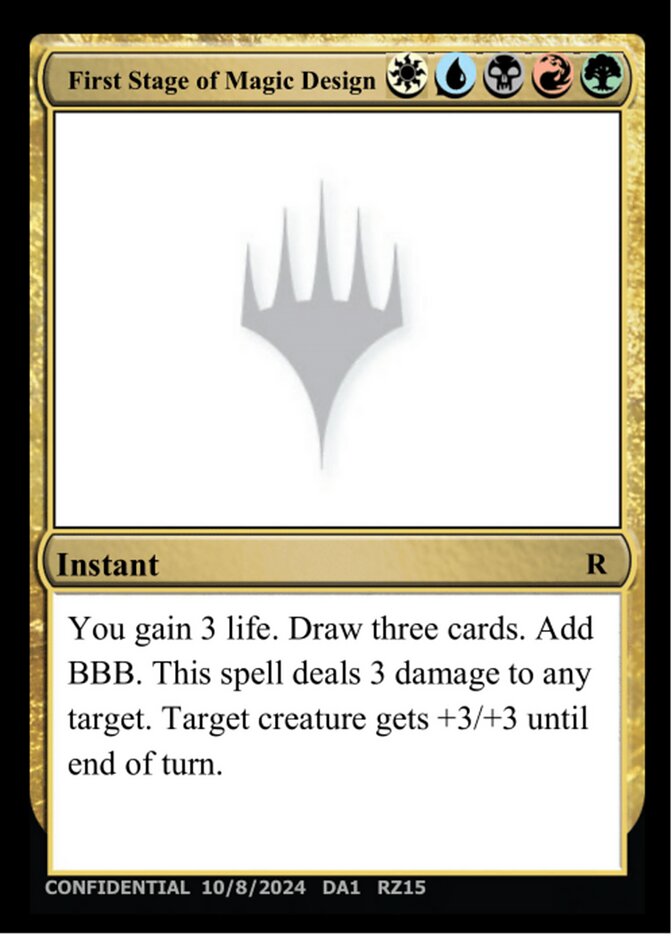 First Stage of Magic Design
Instant R
You gain 3 life. Draw three cards. Add
BBB. This spell deals 3 damage to any
target. Target creature gets +3/+3 until
end of turn.
CONFIDENTIAL 10/8/2024 DA1 RZ15